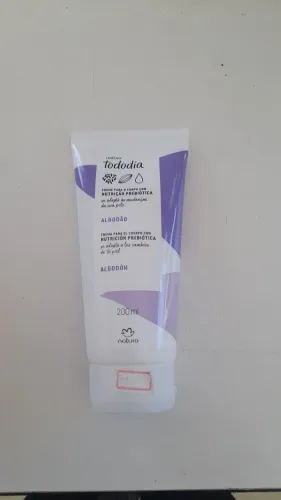 natura
tododia
CREME PARA O CORPO COM
NUTRIÇÃO PREBIÓTICA
se adapta às mudanças
da sua pele.
ALGODÃO
CREMA PARA EL CUERPO CON
NUTRICIÓN PREBIÓTICA
se adapta a los cambios
de tu piel.
ALGODÓN
200 ml
natura